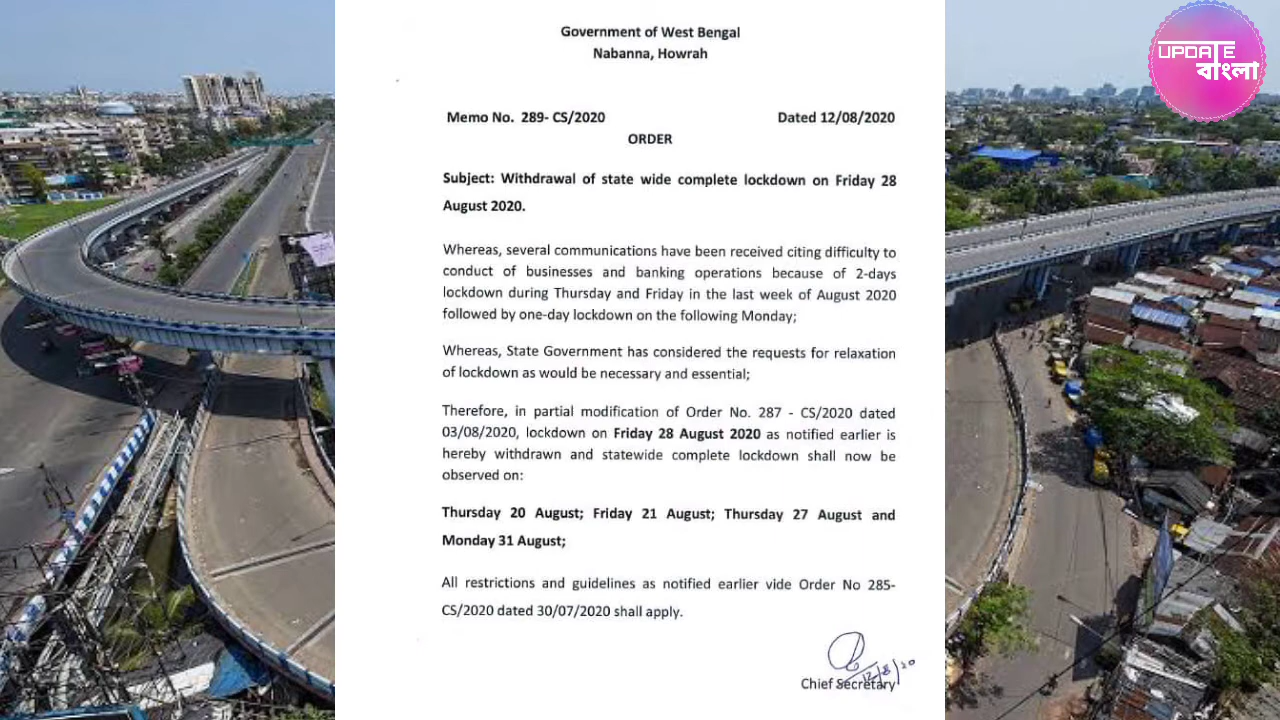 Government of West Bengal
Nabanna, Howrah
Memo No. 289- CS/2020 Dated 12/08/2020
ORDER
Subject: Withdrawal of state wide complete lockdown on Friday 28
August 2020.
Whereas, several communications have been received citing difficulty to
conduct of businesses and banking operations because of 2-days
lockdown during Thursday and Friday in the last week of August 2020
followed by one-day lockdown on the following Monday;
Whereas, State Government has considered the requests for relaxation
of lockdown as would be necessary and essential;
Therefore, in partial modification of Order No. 287 - CS/2020 dated
03/08/2020, lockdown on Friday 28 August 2020 as notified earlier is
hereby withdrawn and statewide complete lockdown shall now be
observed on:
Thursday 20 August; Friday 21 August; Thursday 27 August and
Monday 31 August;
All restrictions and guidelines as notified earlier vide Order No 285-
CS/2020 dated 30/07/2020 shall apply.
12/8/20
Chief Secretary
UPDATE
বাংলা